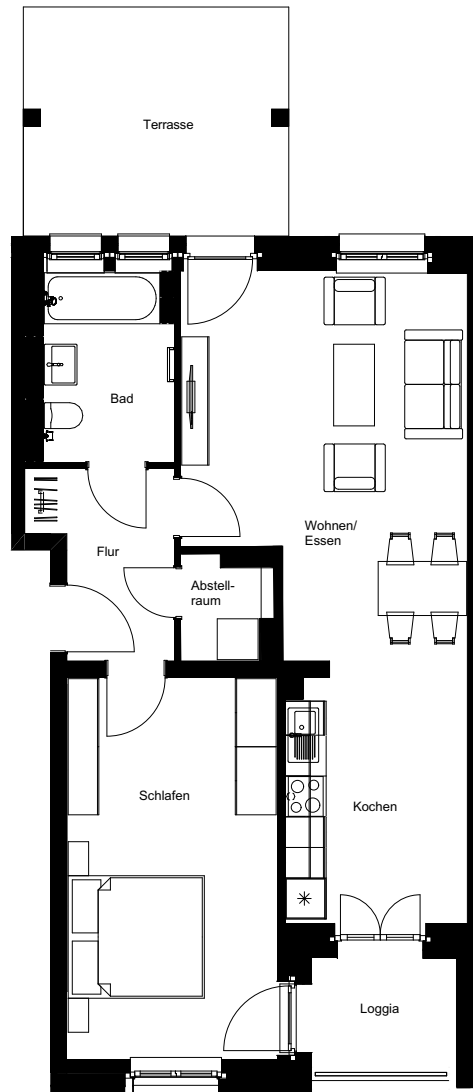 Terrasse
Bad
Wohnen/
Essen
Flur
Abstell-
raum
Schlafen
Kochen
Loggia